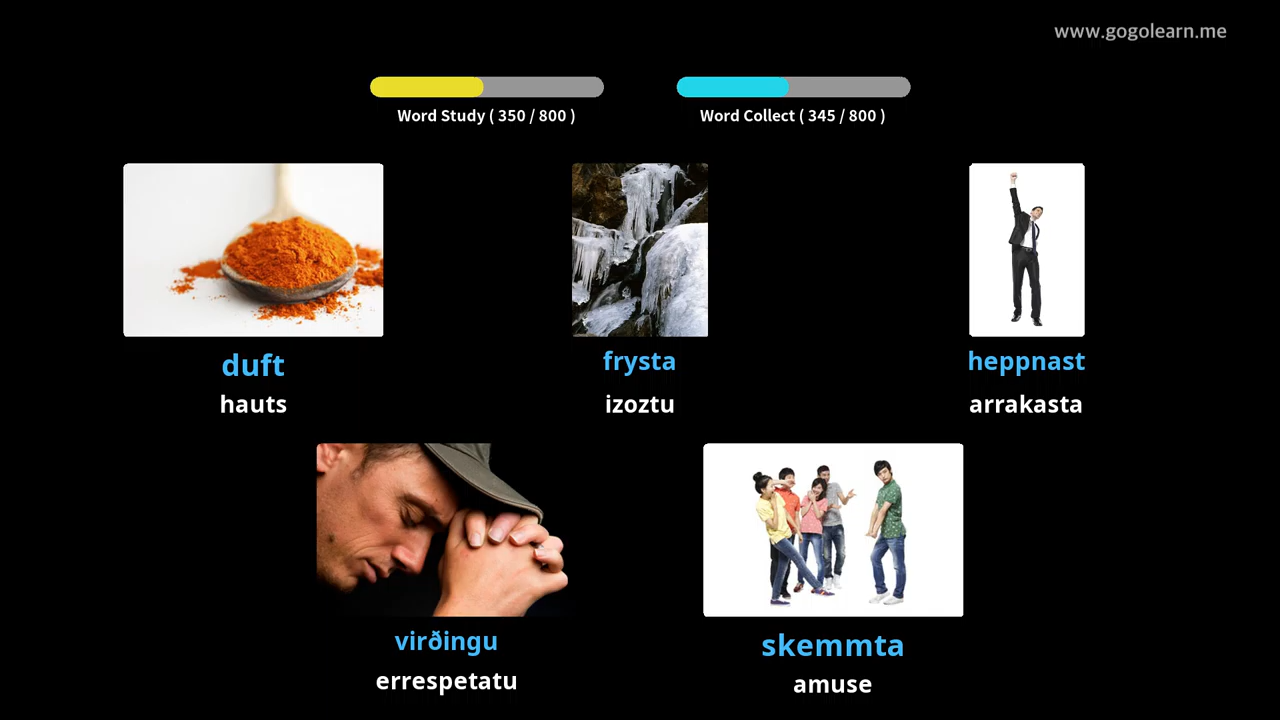 www.gogolearn.me
Word Study ( 350 / 800 )
Word Collect ( 345 / 800 )
duft
hauts
frysta
izoztu
heppnast
arrakasta
virðingu
errespetatu
skemmta
amuse